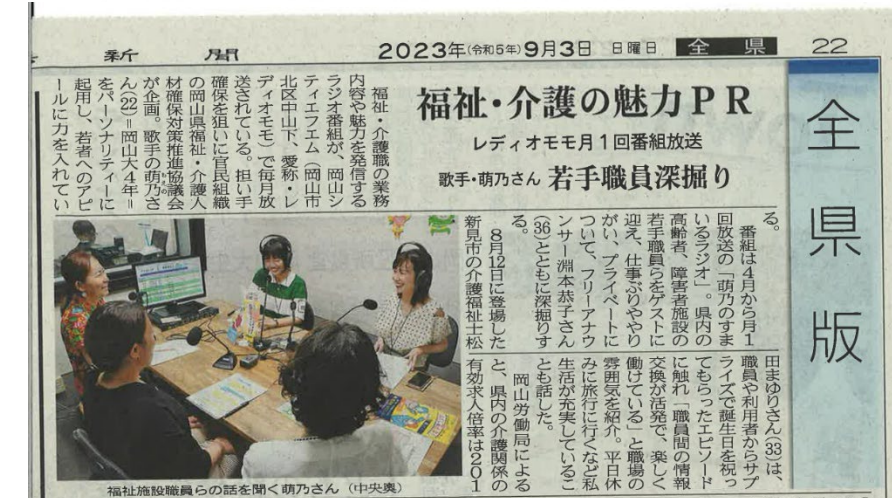 新聞
2023年(令和5年)9月3日 日曜日 全県 22
全県版
福祉・介護の魅力PR
レディオモモ月1回番組放送
歌手・萌乃さん 若手職員深掘り
福祉・介護職の業務
内容や魅力を発信する
ラジオ番組が、岡山シ
ティエフエム(岡山市
北区中山下、愛称・レ
ディオモモ)で毎月放
送されている。担い手
確保を狙いに官民組織
の岡山県福祉・介護人
材確保対策推進協議会
が企画。歌手の萌乃さ
ん(22)=岡山大4年=
をパーソナリティーに
起用し、若者へのアピ
ールに力を入れてい
る。
番組は4月から月1
回放送の「萌乃のすま
いるラジオ」。県内の
高齢者、障害者施設の
若手職員らをゲストに
迎え、仕事ぶりややり
がい、プライベートに
ついて、フリーアナウ
ンサー淵本恭子さん
(36)とともに深掘りす
る。
8月12日に登場した
新見市の介護福祉士松
田まゆりさん(33)は、
職員や利用者からサプ
ライズで誕生日を祝っ
てもらったエピソード
に触れ「職員間の情報
交換が活発で、楽しく
働けている」と職場の
雰囲気を紹介。平日休
みに旅行に行くなど私
生活が充実しているこ
とも話した。
岡山労働局による
と、県内の介護関係の
有効求人倍率は201
福祉施設職員らの話を聞く萌乃さん(中央奥)